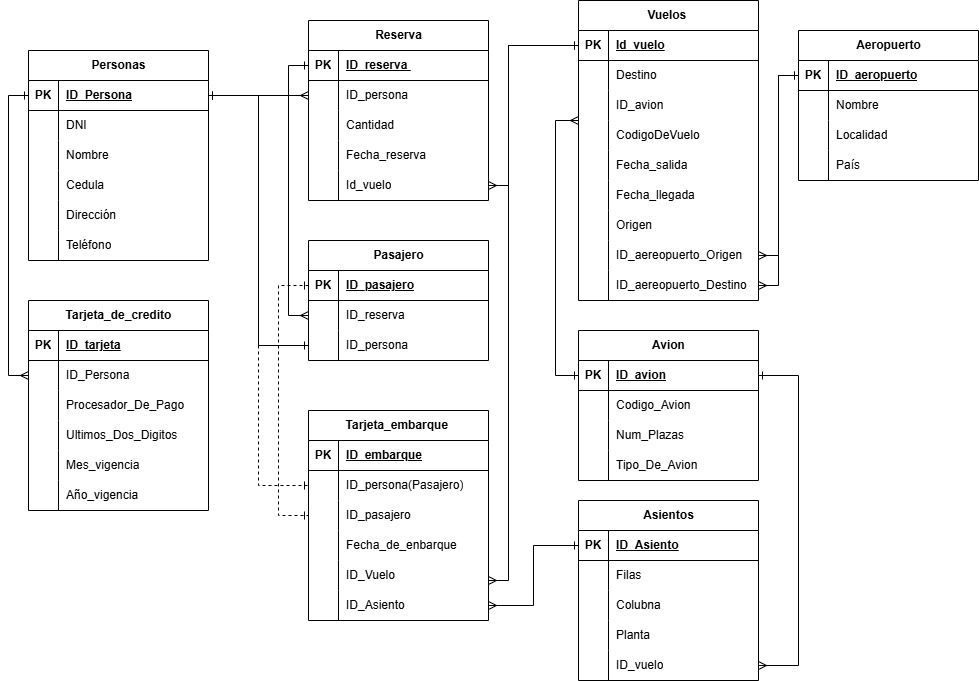 Personas
PK ID_Persona
DNI
Nombre
Cedula
Dirección
Teléfono
Tarjeta_de_credito
PK ID_tarjeta
ID_Persona
Procesador_De_Pago
Ultimos_Dos_Digitos
Mes_vigencia
Año_vigencia
Reserva
PK ID_reserva
ID_persona
Cantidad
Fecha_reserva
Id_vuelo
Pasajero
PK ID_pasajero
ID_reserva
ID_persona
Tarjeta_embarque
PK ID_embarque
ID_persona(Pasajero)
ID_pasajero
Fecha_de_enbarque
ID_Vuelo
ID_Asiento
Vuelos
PK Id_vuelo
Destino
ID_avion
CodigoDeVuelo
Fecha_salida
Fecha_llegada
Origen
ID_aereopuerto_Origen
ID_aereopuerto_Destino
Avion
PK ID_avion
Codigo_Avion
Num_Plazas
Tipo_De_Avion
Asientos
PK ID_Asiento
Filas
Colubna
Planta
ID_vuelo
Aeropuerto
PK ID_aeropuerto
Nombre
Localidad
País